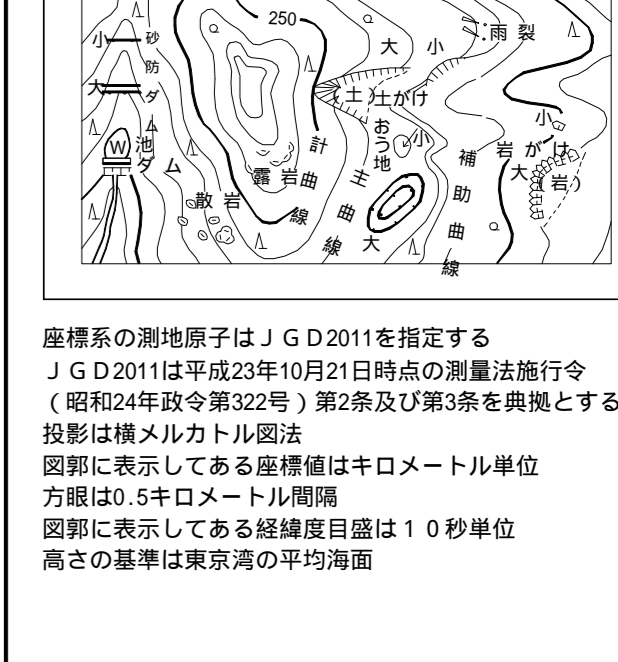 250
大 小
雨 裂
小 砂防ダム
大
(土)土がけ
おう地
小
小
岩がけ
大 (岩)
W 池
ダム
計曲線
主曲線
補助曲線
露岩
散岩
大
座標系の測地原子はJGD2011を指定する
JGD2011は平成23年10月21日時点の測量法施行令
(昭和24年政令第322号)第2条及び第3条を典拠とする
投影は横メルカトル図法
図郭に表示してある座標値はキロメートル単位
方眼は0.5キロメートル間隔
図郭に表示してある経緯度目盛は10秒単位
高さの基準は東京湾の平均海面